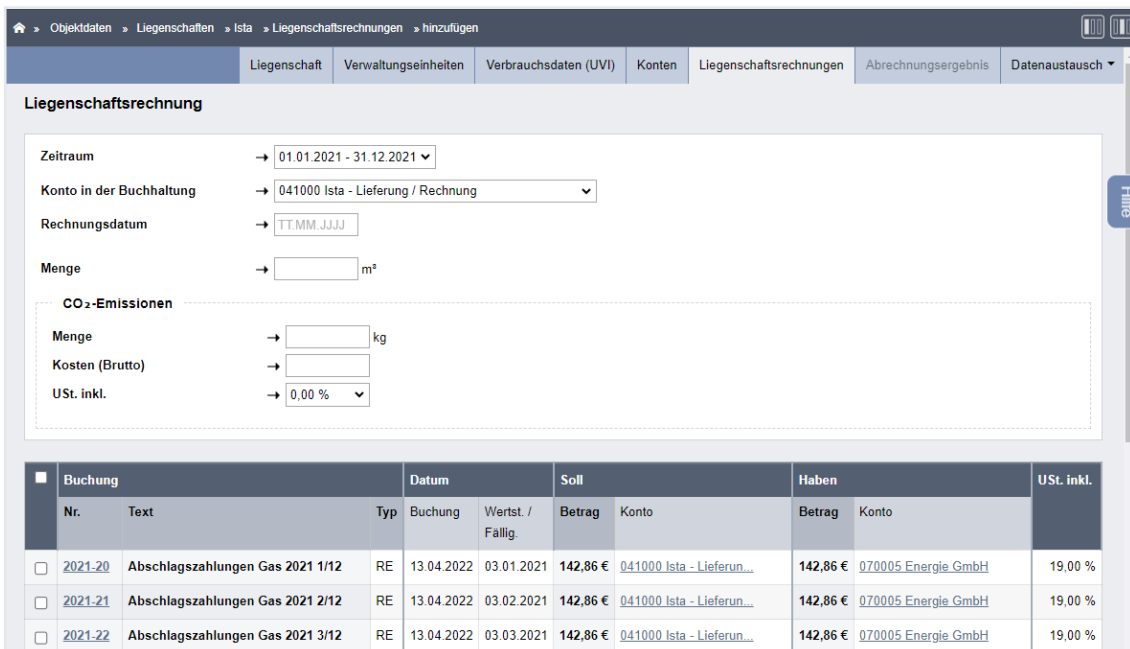 » Objektdaten » Liegenschaften » Ista » Liegenschaftsrechnungen » hinzufügen
Liegenschaft Verwaltungseinheiten Verbrauchsdaten (UVI) Konten Liegenschaftsrechnungen Abrechnungsergebnis Datenaustausch
Liegenschaftsrechnung
Zeitraum → 01.01.2021 - 31.12.2021
Konto in der Buchhaltung → 041000 Ista - Lieferung / Rechnung
Hilfe
Rechnungsdatum → TT.MM.JJJJ
Menge → m³
CO₂-Emissionen
Menge → kg
Kosten (Brutto) →
USt. inkl. → 0,00 %
Buchung Datum Soll Haben USt. inkl.
Nr. Text Typ Buchung Wertst. / Fällig. Betrag Konto Betrag Konto
2021-20 Abschlagszahlungen Gas 2021 1/12 RE 13.04.2022 03.01.2021 142,86 € 041000 Ista - Lieferun... 142,86 € 070005 Energie GmbH 19,00 %
2021-21 Abschlagszahlungen Gas 2021 2/12 RE 13.04.2022 03.02.2021 142,86 € 041000 Ista - Lieferun... 142,86 € 070005 Energie GmbH 19,00 %
2021-22 Abschlagszahlungen Gas 2021 3/12 RE 13.04.2022 03.03.2021 142,86 € 041000 Ista - Lieferun... 142,86 € 070005 Energie GmbH 19,00 %